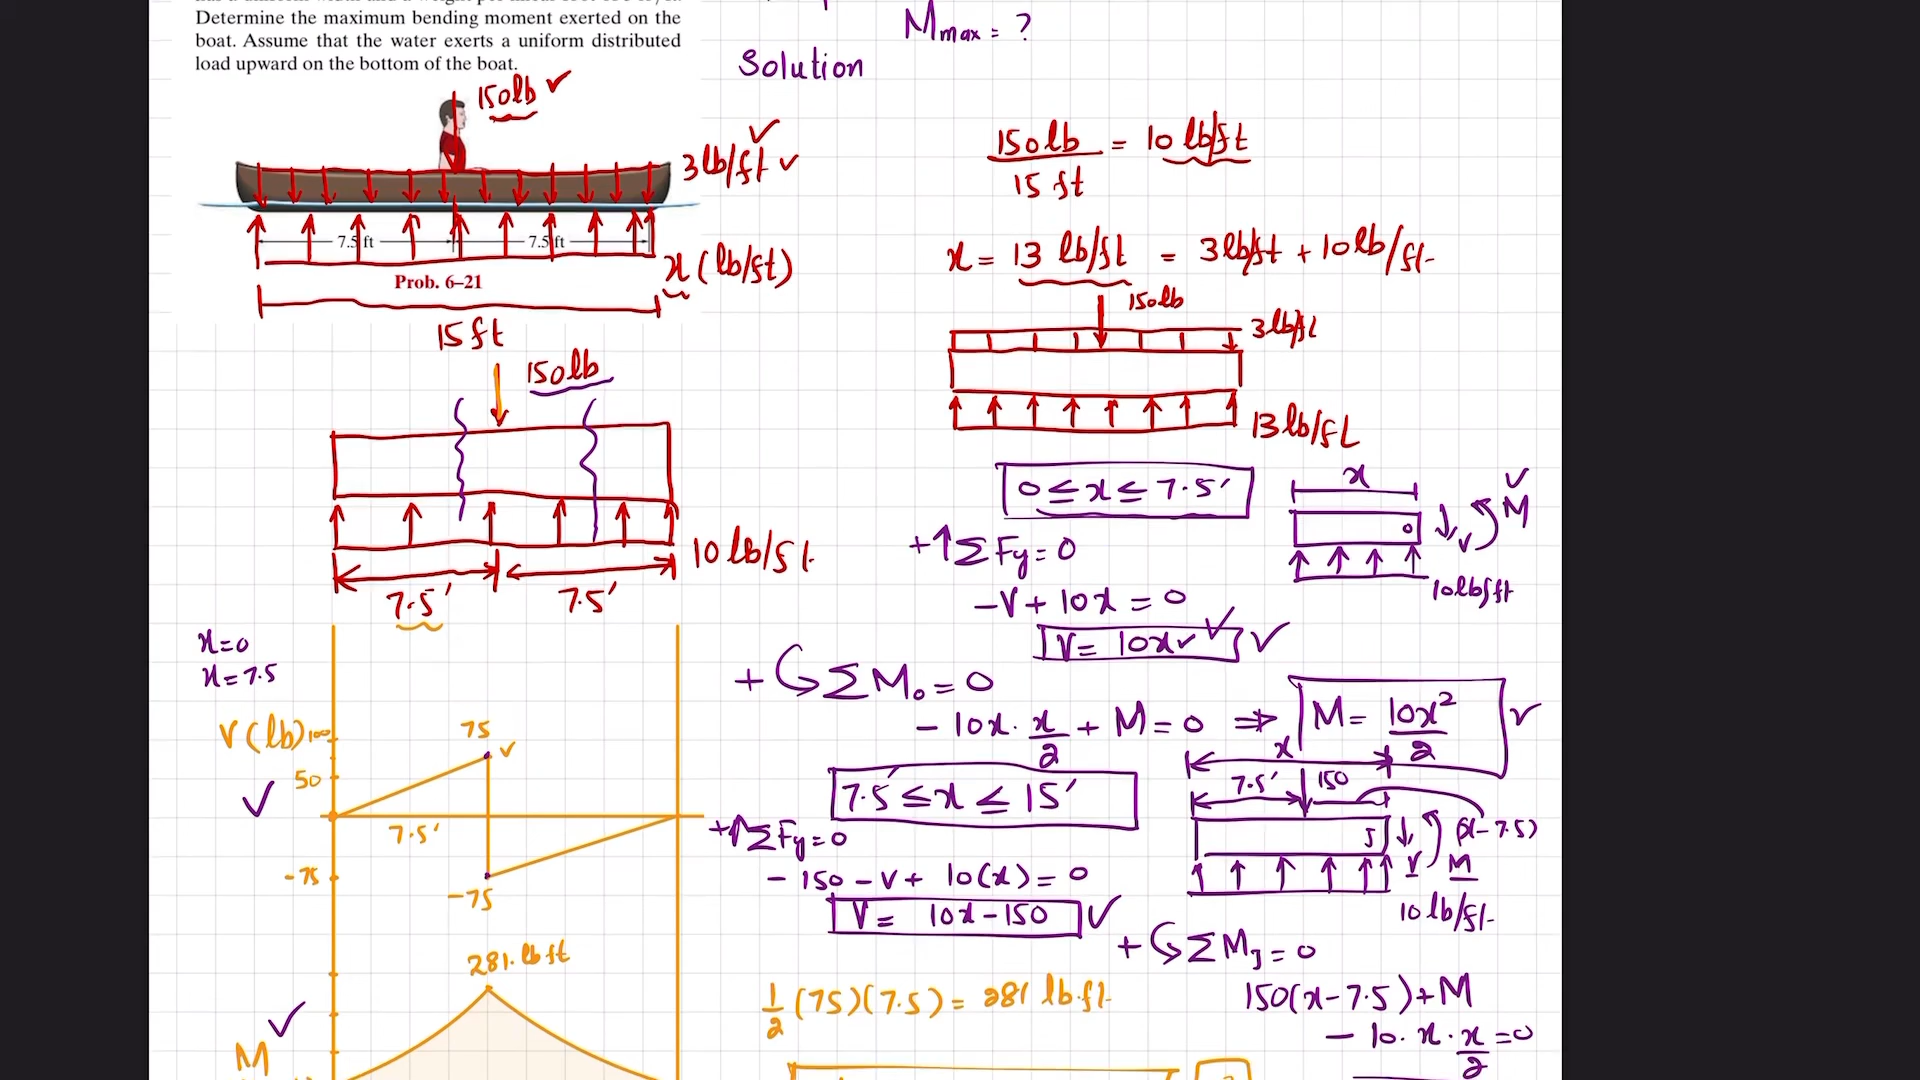 Determine the maximum bending moment exerted on the
boat. Assume that the water exerts a uniform distributed
load upward on the bottom of the boat.
150lb ✓
3lb/ft ✓
7.5 ft
7.5 ft
x (lb/ft)
Prob. 6–21
15 ft
150lb
10 lb/ft
7.5'
7.5'
x=0
x=7.5
V(lb)
100
50
-75
75 ✓
7.5'
-75
281. lb ft
M
Mmax = ?
Solution
150lb / 15 ft = 10 lb/ft
x = 13 lb/ft = 3lb/ft + 10lb/ft
150lb
3lb/ft
13lb/ft
0 ≤ x ≤ 7.5'
x
M
o
V
10lb/ft
+↑ΣFy=0
-V+10x = 0
V= 10x ✓
+ ΣMo=0
-10x. x/2 + M = 0 ⇒ M= 10x²/2 ✓
7.5' ≤ x ≤ 15'
x
7.5'
150
(x-7.5)
J
V
M
10 lb/ft
+↑ΣFy=0
-150-V+ 10(x)=0
V= 10x-150 ✓
+ ΣMJ=0
150(x-7.5)+M
- 10. x. x/2 =0
1/2 (75)(7.5)= 281 lb.ft